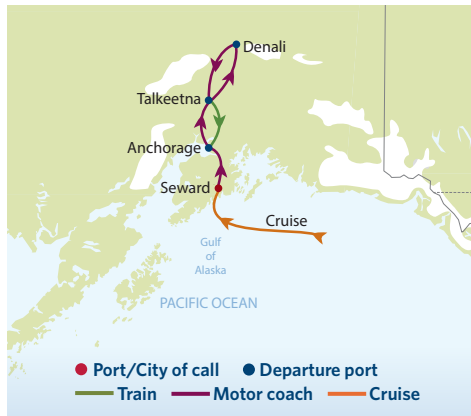 Denali
Talkeetna
Anchorage
Seward
Cruise
Gulf
of
Alaska
PACIFIC OCEAN
Port/City of call Departure port
Train Motor coach Cruise